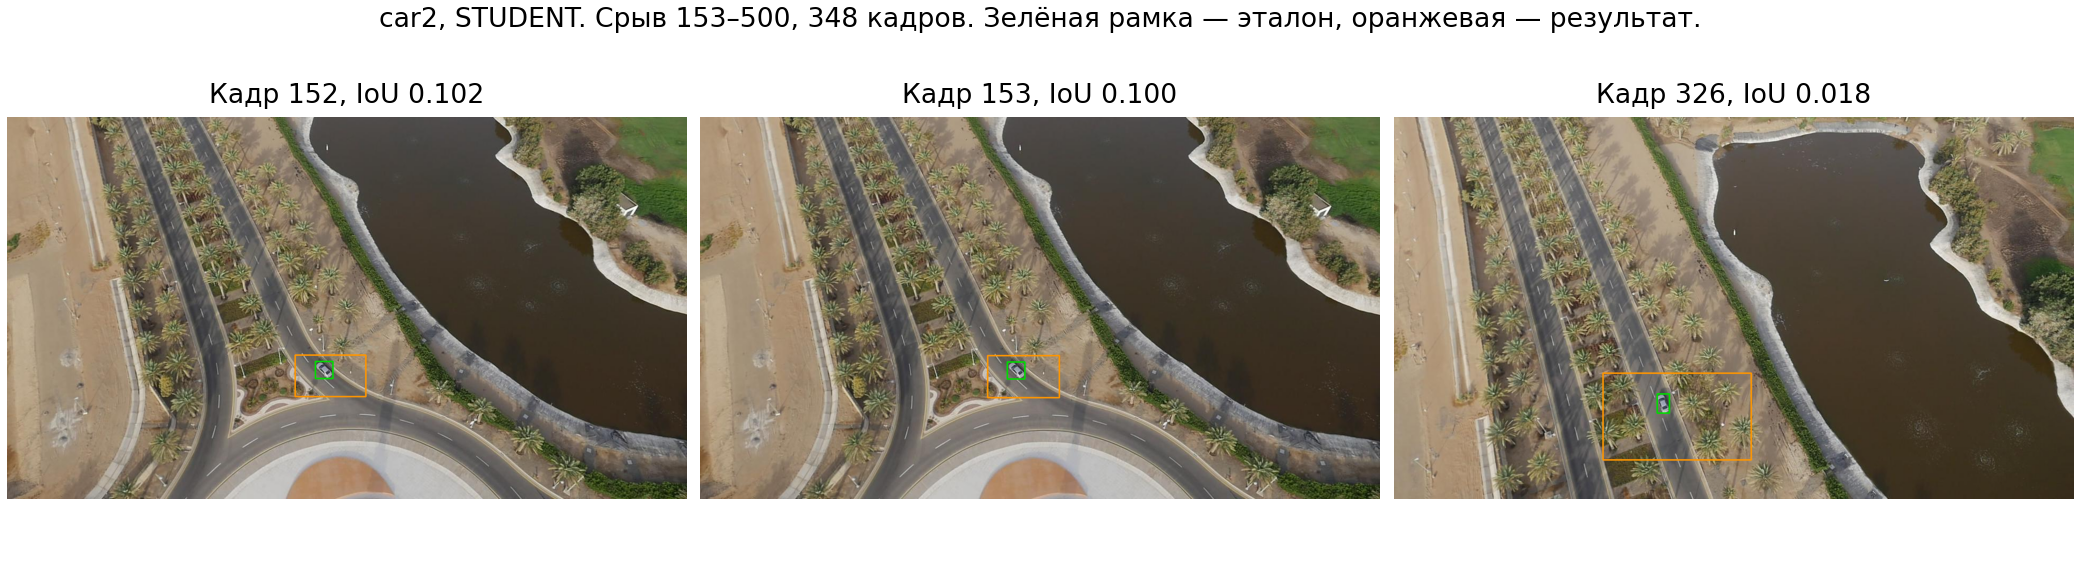 car2, STUDENT. Срыв 153–500, 348 кадров. Зелёная рамка — эталон, оранжевая — результат.
Кадр 152, IoU 0.102
Кадр 153, IoU 0.100
Кадр 326, IoU 0.018